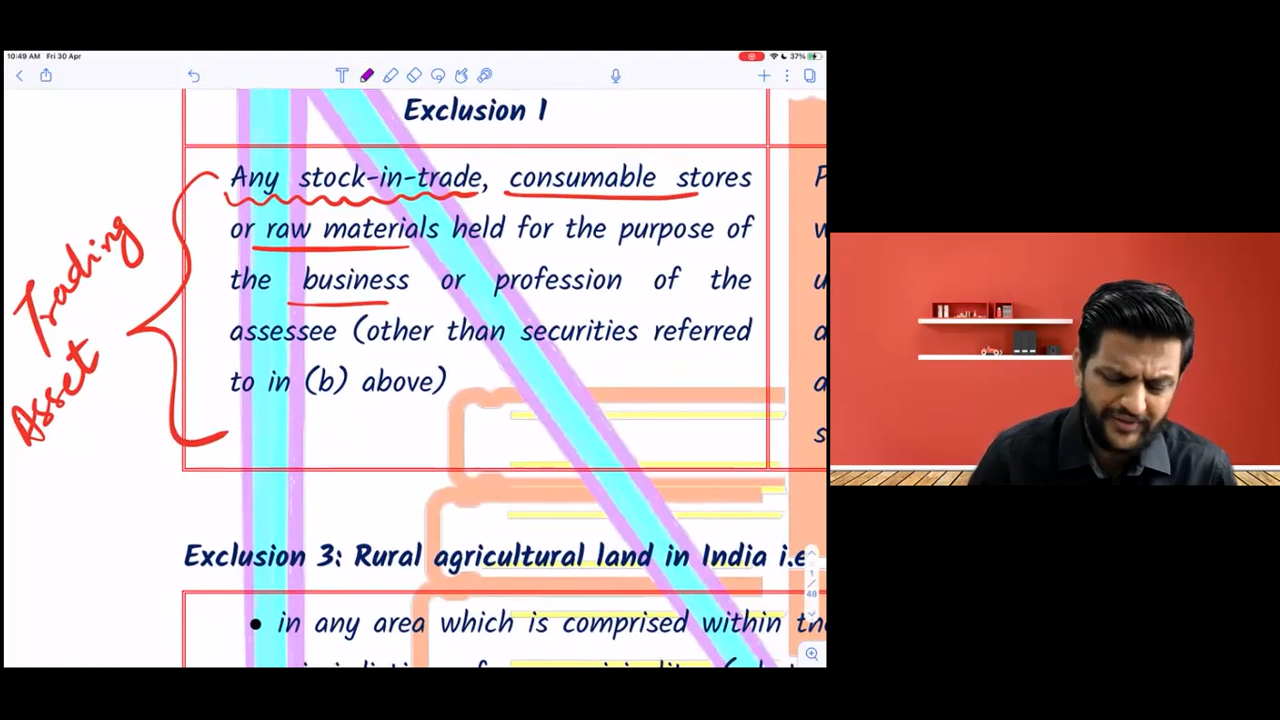 10:49 AM Fri 30 Apr
37%
Exclusion 1
Any stock-in-trade, consumable stores
or raw materials held for the purpose of
the business or profession of the
assessee (other than securities referred
to in (b) above)
Trading
Asset
Exclusion 3: Rural agricultural land in India i.e
1
/
48
• in any area which is comprised within